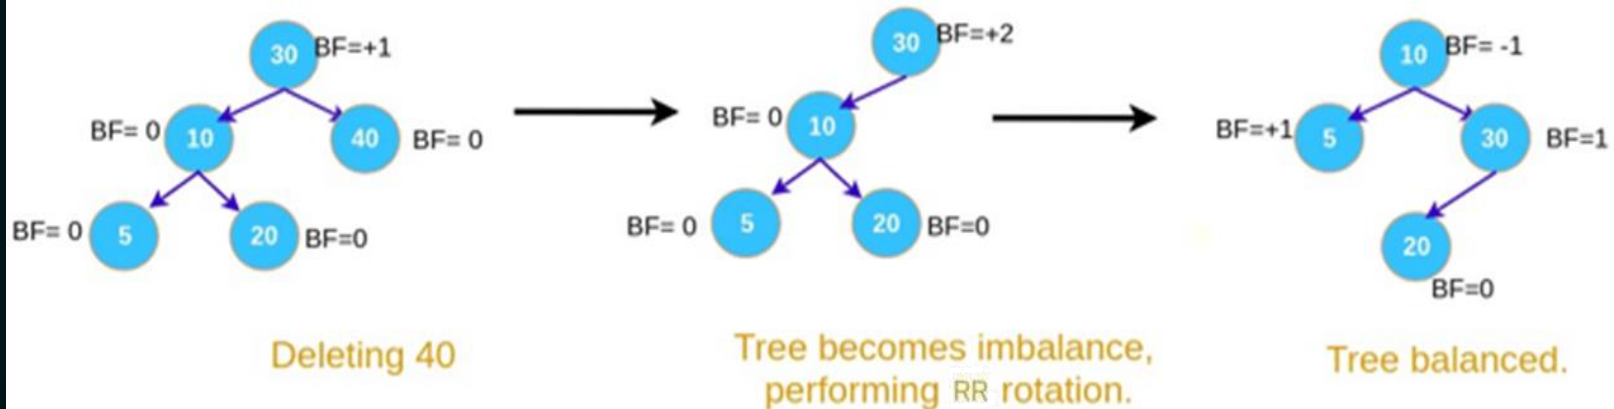 30 BF=+1
BF= 0 10
40 BF= 0
BF= 0 5
20 BF=0
Deleting 40
30 BF=+2
BF= 0 10
BF= 0 5
20 BF=0
Tree becomes imbalance,
performing RR rotation.
10 BF= -1
BF=+1 5
30 BF=1
20
BF=0
Tree balanced.